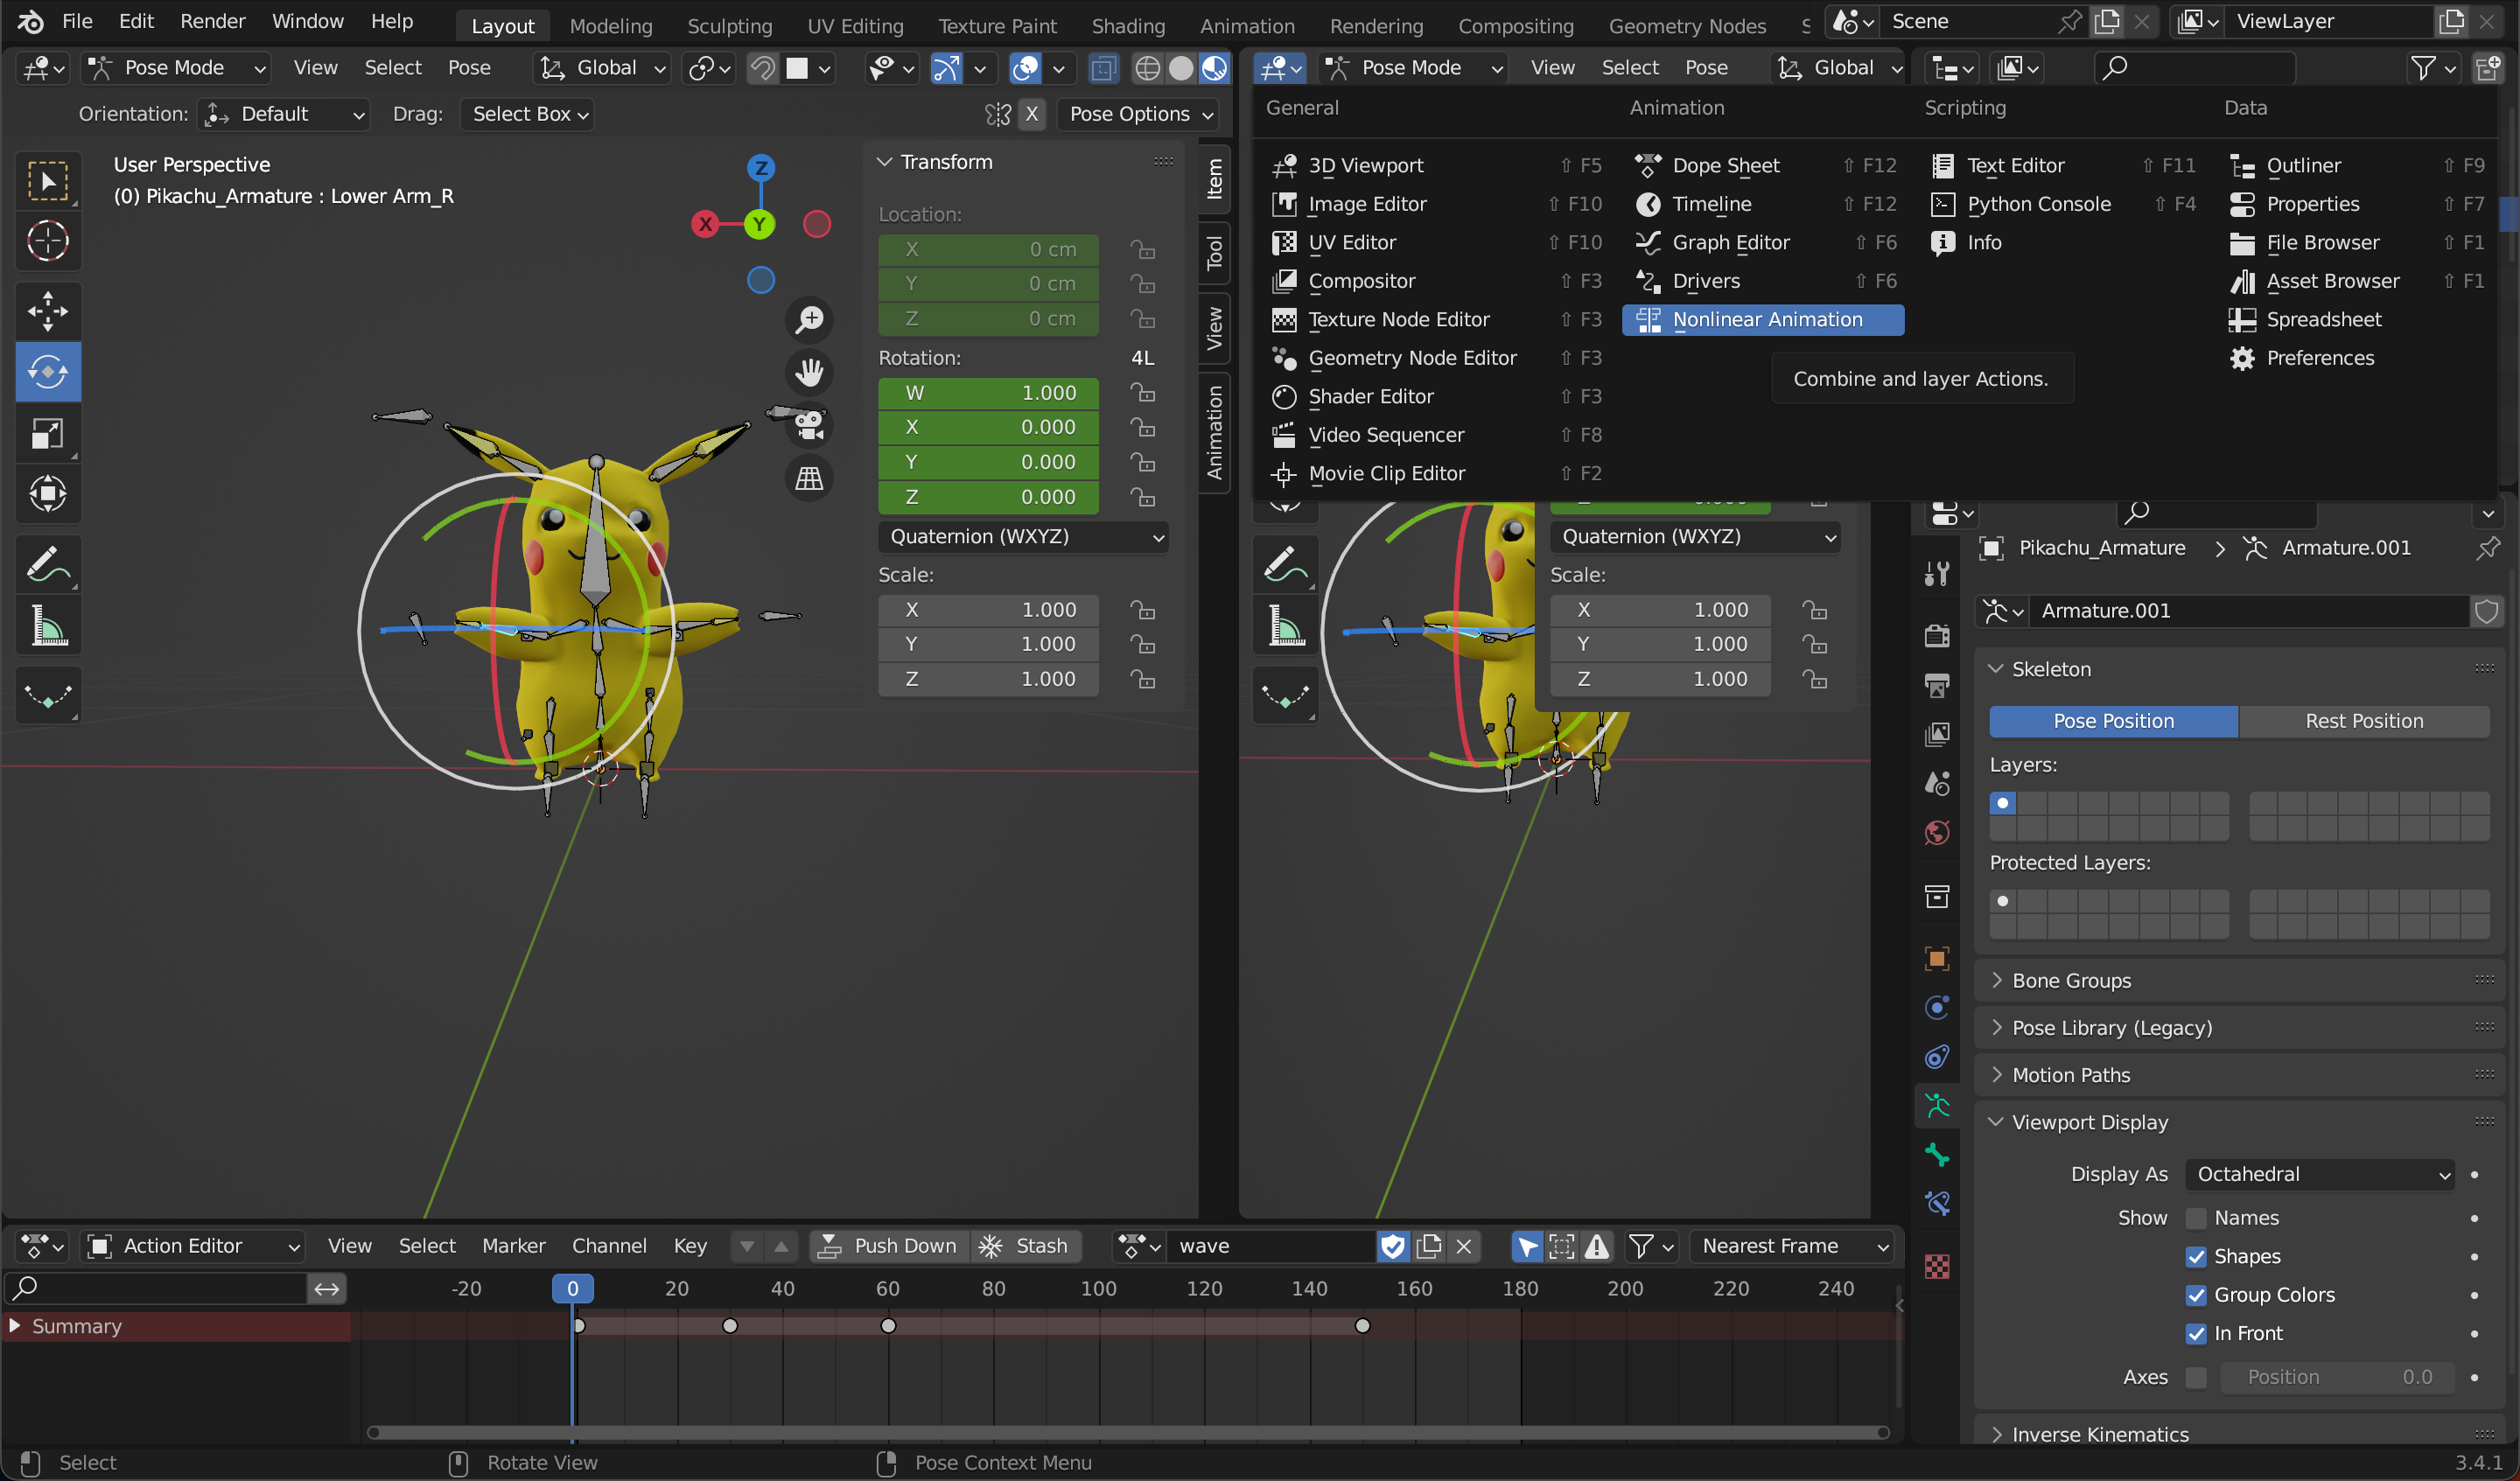 File Edit Render Window Help Layout Modeling Sculpting UV Editing Texture Paint Shading Animation Rendering Compositing Geometry Nodes S Scene ViewLayer
Pose Mode View Select Pose Global Pose Mode View Select Pose Global
Orientation: Default Drag: Select Box X Pose Options
User Perspective
(0) Pikachu_Armature : Lower Arm_R
Z
X
Y
Transform
Location:
X 0 cm
Y 0 cm
Z 0 cm
Rotation: 4L
W 1.000
X 0.000
Y 0.000
Z 0.000
Quaternion (WXYZ)
Scale:
X 1.000
Y 1.000
Z 1.000
Item
Tool
View
Animation
General
3D Viewport ⇧ F5
Image Editor ⇧ F10
UV Editor ⇧ F10
Compositor ⇧ F3
Texture Node Editor ⇧ F3
Geometry Node Editor ⇧ F3
Shader Editor ⇧ F3
Video Sequencer ⇧ F8
Movie Clip Editor ⇧ F2
Animation
Dope Sheet ⇧ F12
Timeline ⇧ F12
Graph Editor ⇧ F6
Drivers ⇧ F6
Nonlinear Animation
Combine and layer Actions.
Scripting
Text Editor ⇧ F11
Python Console ⇧ F4
Info
Data
Outliner ⇧ F9
Properties ⇧ F7
File Browser ⇧ F1
Asset Browser ⇧ F1
Spreadsheet
Preferences
Quaternion (WXYZ)
Scale:
X 1.000
Y 1.000
Z 1.000
Pikachu_Armature Armature.001
Armature.001
Skeleton
Pose Position Rest Position
Layers:
Protected Layers:
Bone Groups
Pose Library (Legacy)
Motion Paths
Viewport Display
Display As Octahedral
Show Names
Shapes
Group Colors
In Front
Axes Position 0.0
Inverse Kinematics
Action Editor View Select Marker Channel Key Push Down Stash wave Nearest Frame
-20 0 20 40 60 80 100 120 140 160 180 200 220 240
Summary
Select Rotate View Pose Context Menu 3.4.1